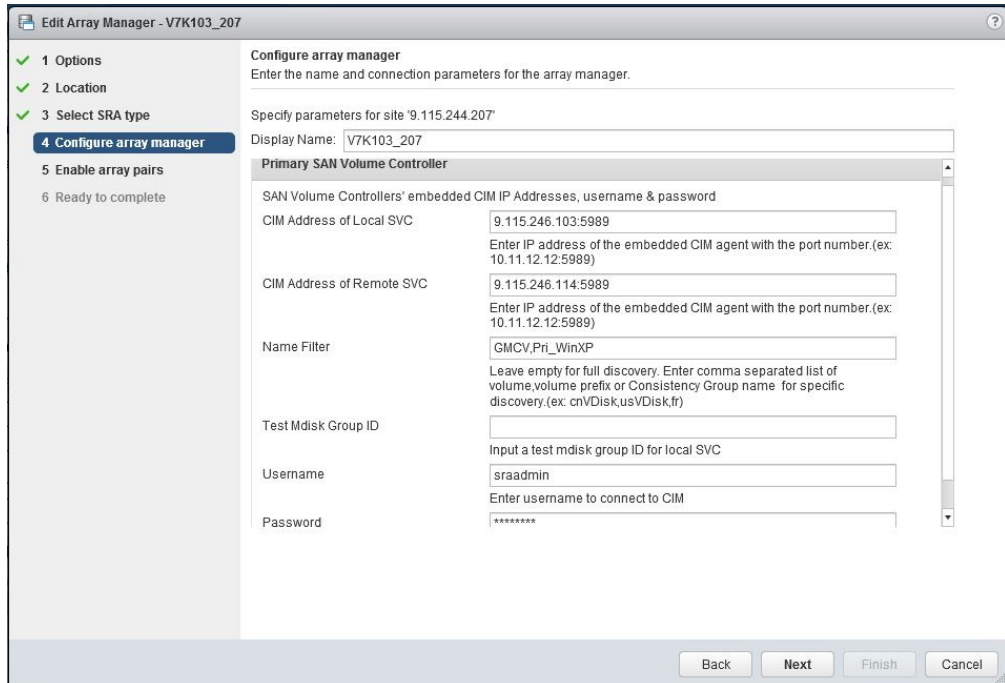 Edit Array Manager - V7K103_207
?
1 Options
2 Location
3 Select SRA type
4 Configure array manager
5 Enable array pairs
6 Ready to complete
Configure array manager
Enter the name and connection parameters for the array manager.
Specify parameters for site '9.115.244.207'
Display Name: V7K103_207
Primary SAN Volume Controller
SAN Volume Controllers' embedded CIM IP Addresses, username & password
CIM Address of Local SVC 9.115.246.103:5989
Enter IP address of the embedded CIM agent with the port number.(ex:
10.11.12.12:5989)
CIM Address of Remote SVC 9.115.246.114:5989
Enter IP address of the embedded CIM agent with the port number.(ex:
10.11.12.12:5989)
Name Filter GMCV,Pri_WinXP
Leave empty for full discovery. Enter comma separated list of
volume,volume prefix or Consistency Group name for specific
discovery.(ex: cnVDisk,usVDisk,fr)
Test Mdisk Group ID
Input a test mdisk group ID for local SVC
Username sraadmin
Enter username to connect to CIM
Password ********
Back Next Finish Cancel